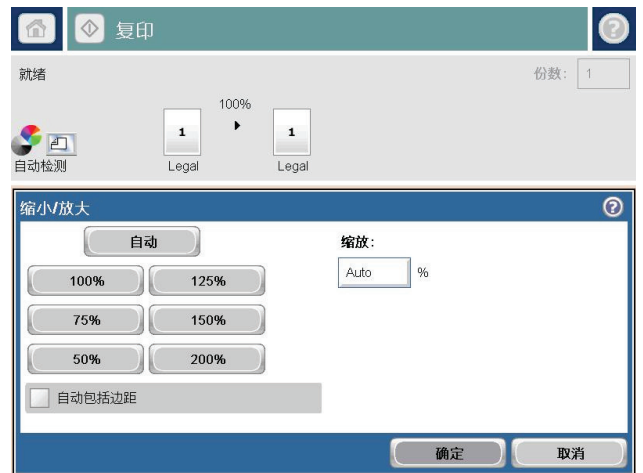 复印
就绪
份数: 1
100%
1 1
自动检测 Legal Legal
缩小/放大
自动 缩放:
Auto %
100% 125%
75% 150%
50% 200%
自动包括边距
确定 取消